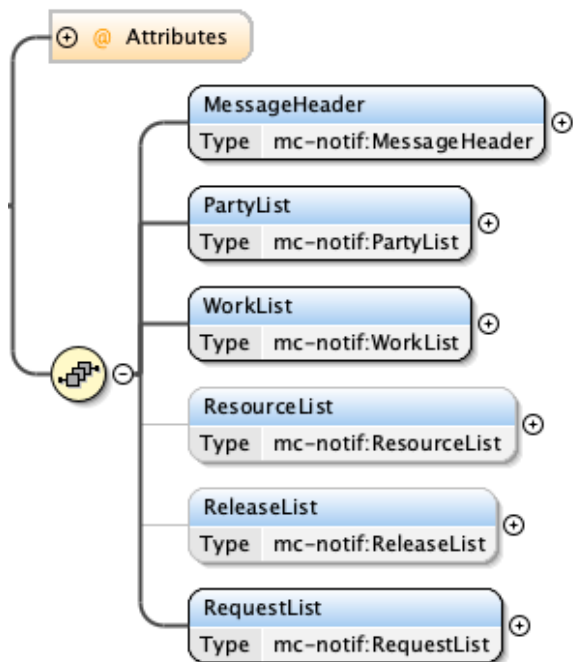 @ Attributes
MessageHeader
Type mc-notif:MessageHeader
PartyList
Type mc-notif:PartyList
WorkList
Type mc-notif:WorkList
ResourceList
Type mc-notif:ResourceList
ReleaseList
Type mc-notif:ReleaseList
RequestList
Type mc-notif:RequestList